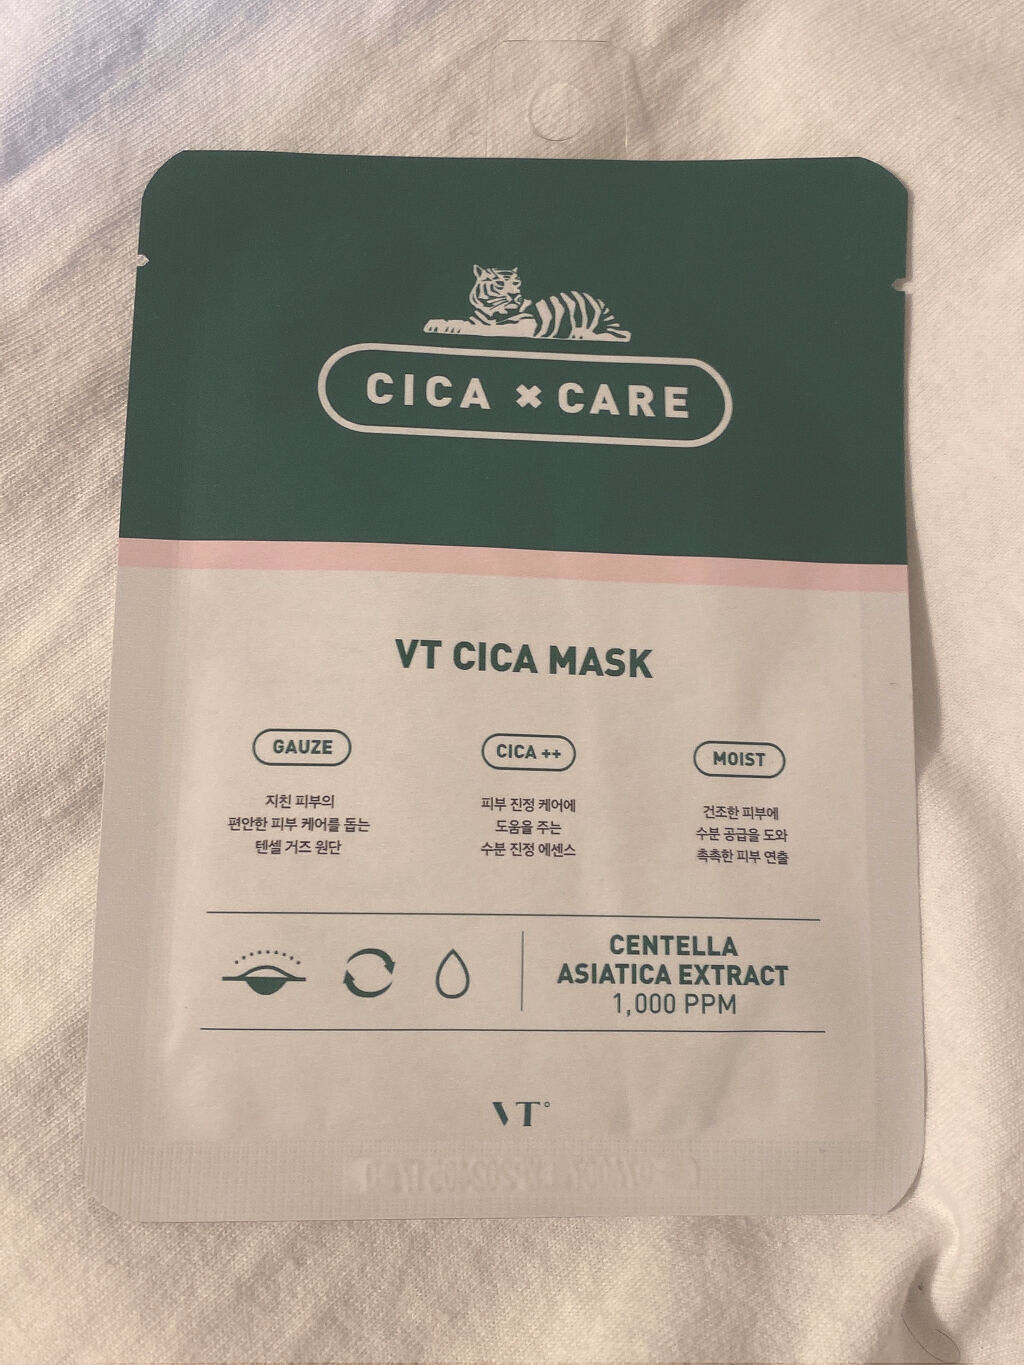 CICA × CARE
VT CICA MASK
GAUZE
지친 피부의
편안한 피부 케어를 돕는
텐셀 거즈 원단
CICA ++
피부 진정 케어에
도움을 주는
수분 진정 에센스
MOIST
건조한 피부에
수분 공급을 도와
촉촉한 피부 연출
CENTELLA
ASIATICA EXTRACT
1,000 PPM
VT°